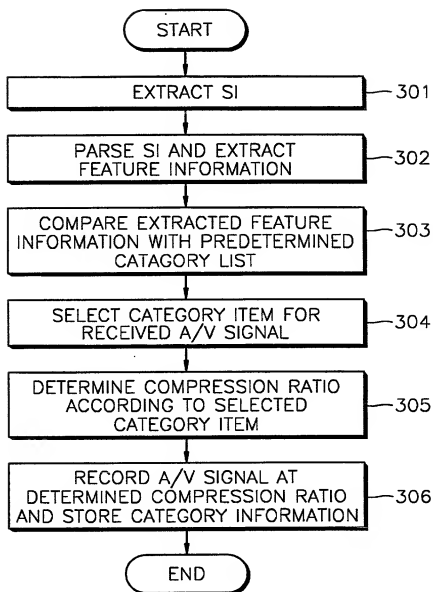 START
EXTRACT SI
301
PARSE SI AND EXTRACT
FEATURE INFORMATION
302
COMPARE EXTRACTED FEATURE
INFORMATION WITH PREDETERMINED
CATAGORY LIST
303
SELECT CATEGORY ITEM FOR
RECEIVED A/V SIGNAL
304
DETERMINE COMPRESSION RATIO
ACCORDING TO SELECTED
CATEGORY ITEM
305
RECORD A/V SIGNAL AT
DETERMINED COMPRESSION RATIO
AND STORE CATEGORY INFORMATION
306
END